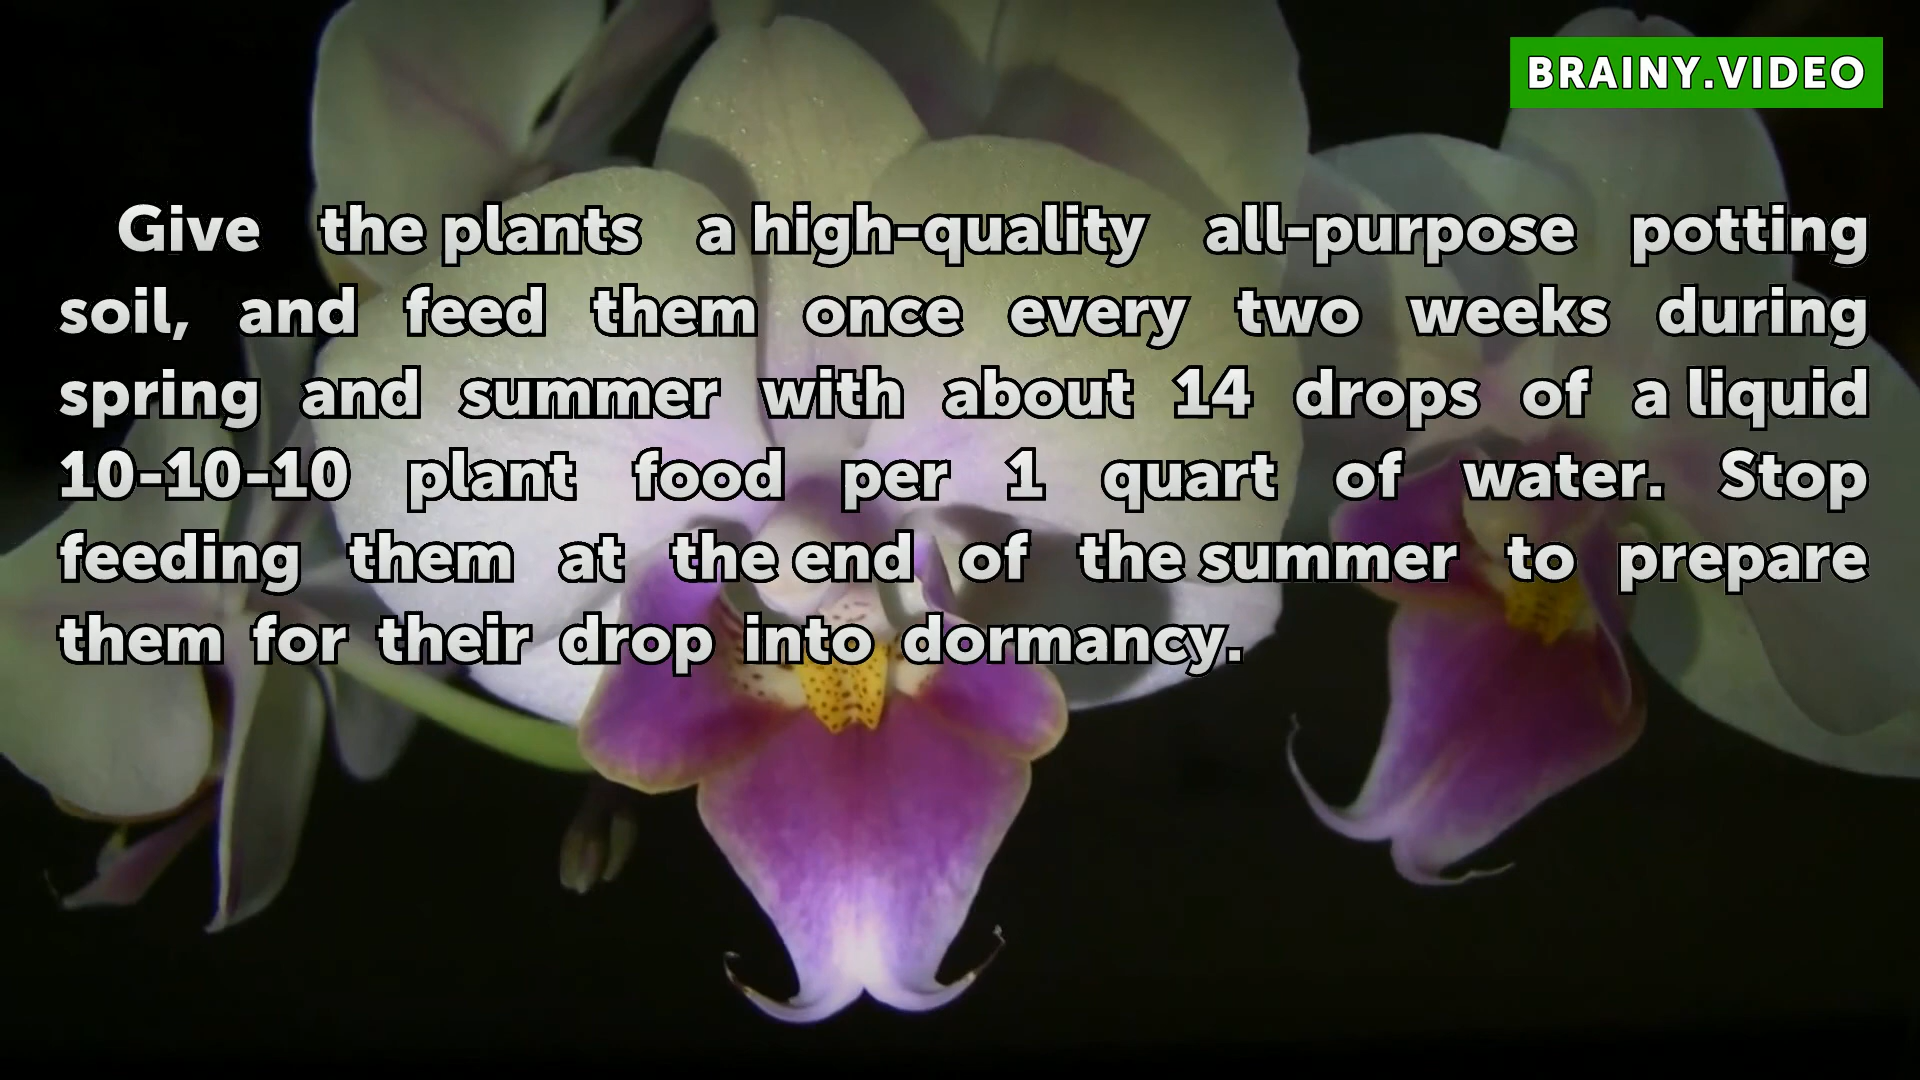 BRAINY.VIDEO
Give the plants a high-quality all-purpose potting
soil, and feed them once every two weeks during
spring and summer with about 14 drops of a liquid
10-10-10 plant food per 1 quart of water. Stop
feeding them at the end of the summer to prepare
them for their drop into dormancy.